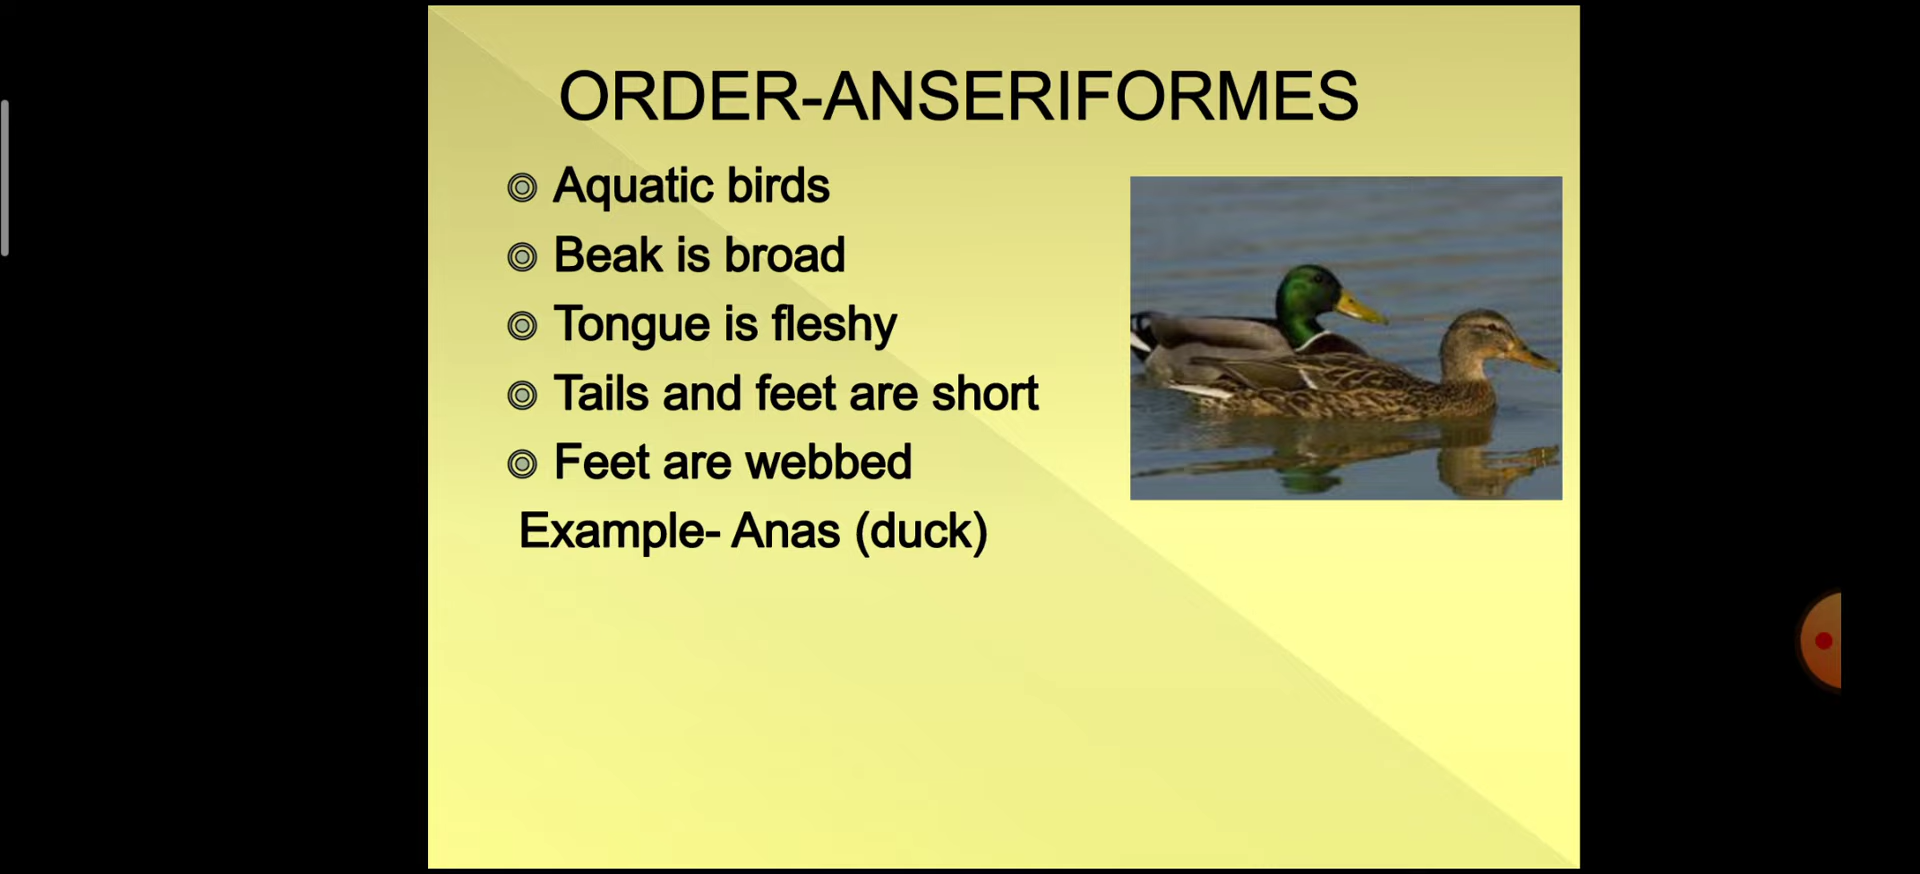 ORDER-ANSERIFORMES
Aquatic birds
Beak is broad
Tongue is fleshy
Tails and feet are short
Feet are webbed
Example- Anas (duck)